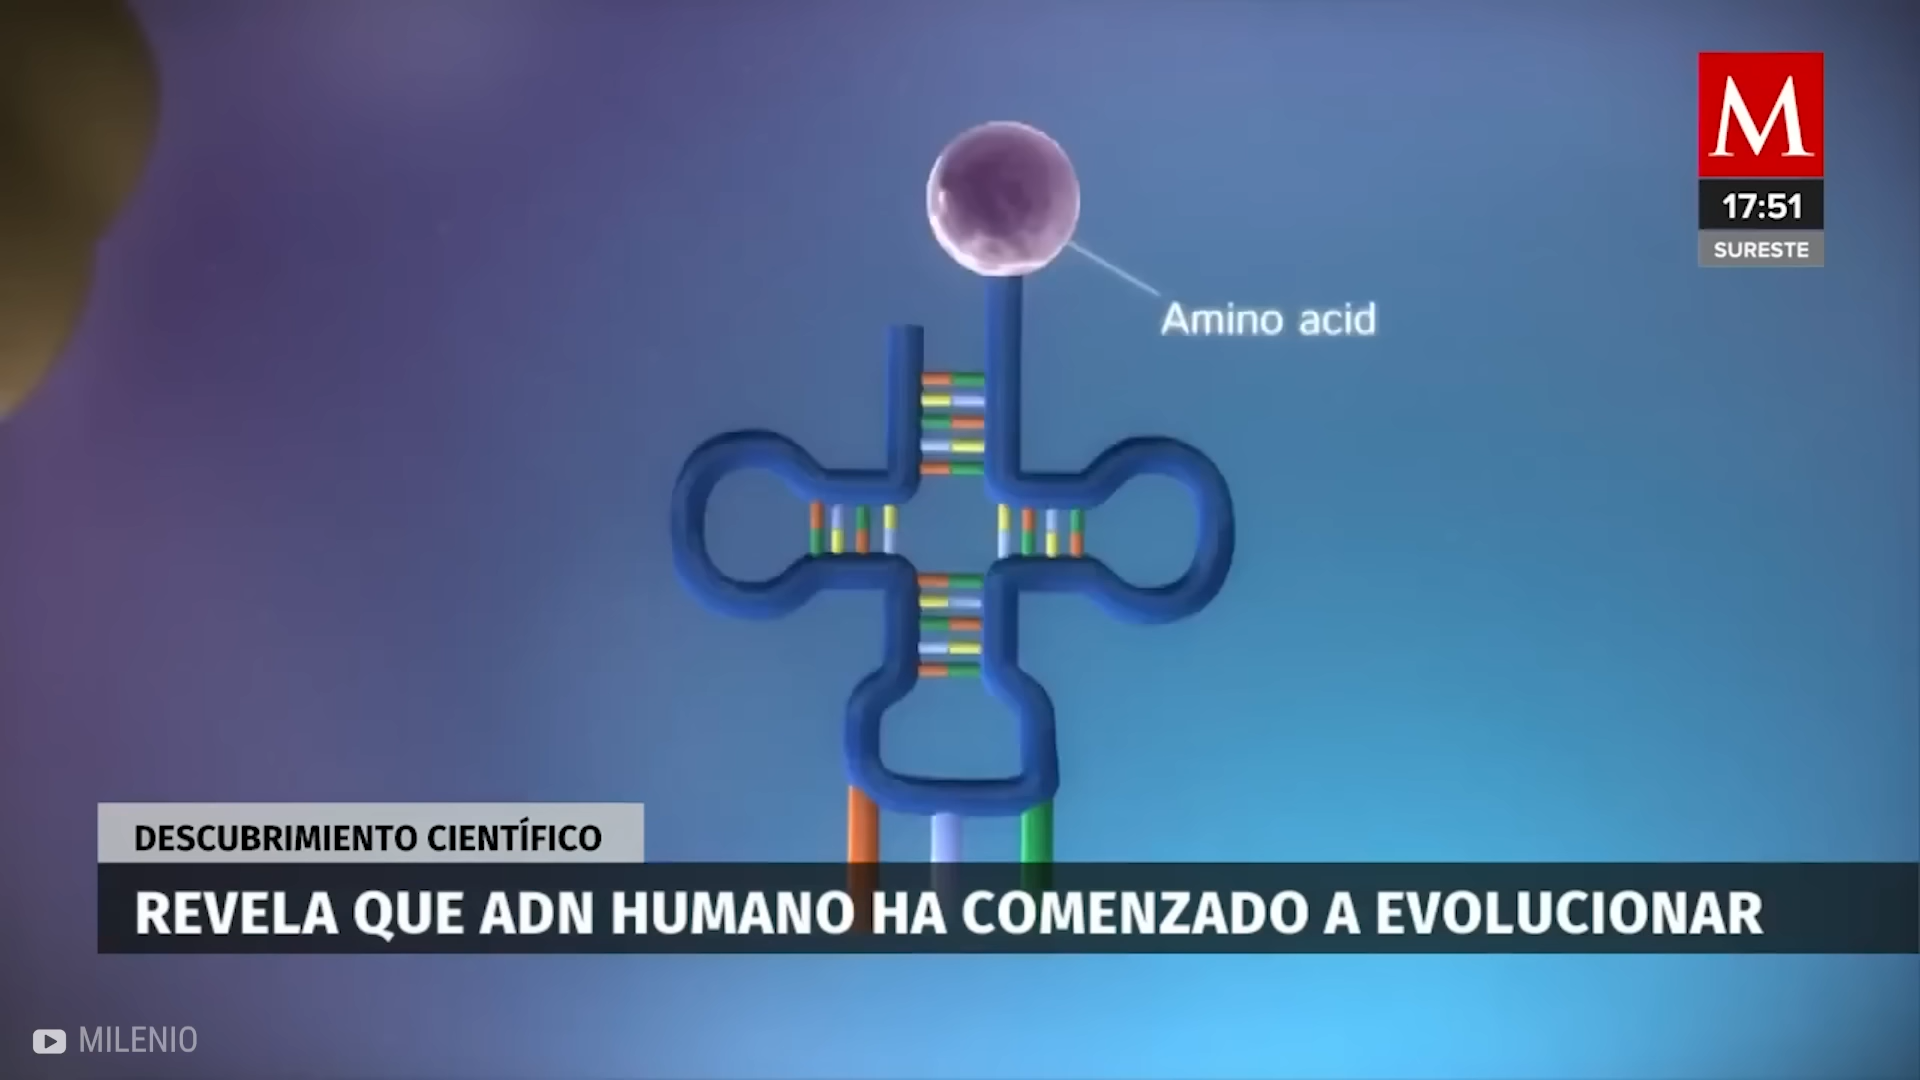 M
17:51
SURESTE
Amino acid
DESCUBRIMIENTO CIENTÍFICO
REVELA QUE ADN HUMANO HA COMENZADO A EVOLUCIONAR
MILENIO